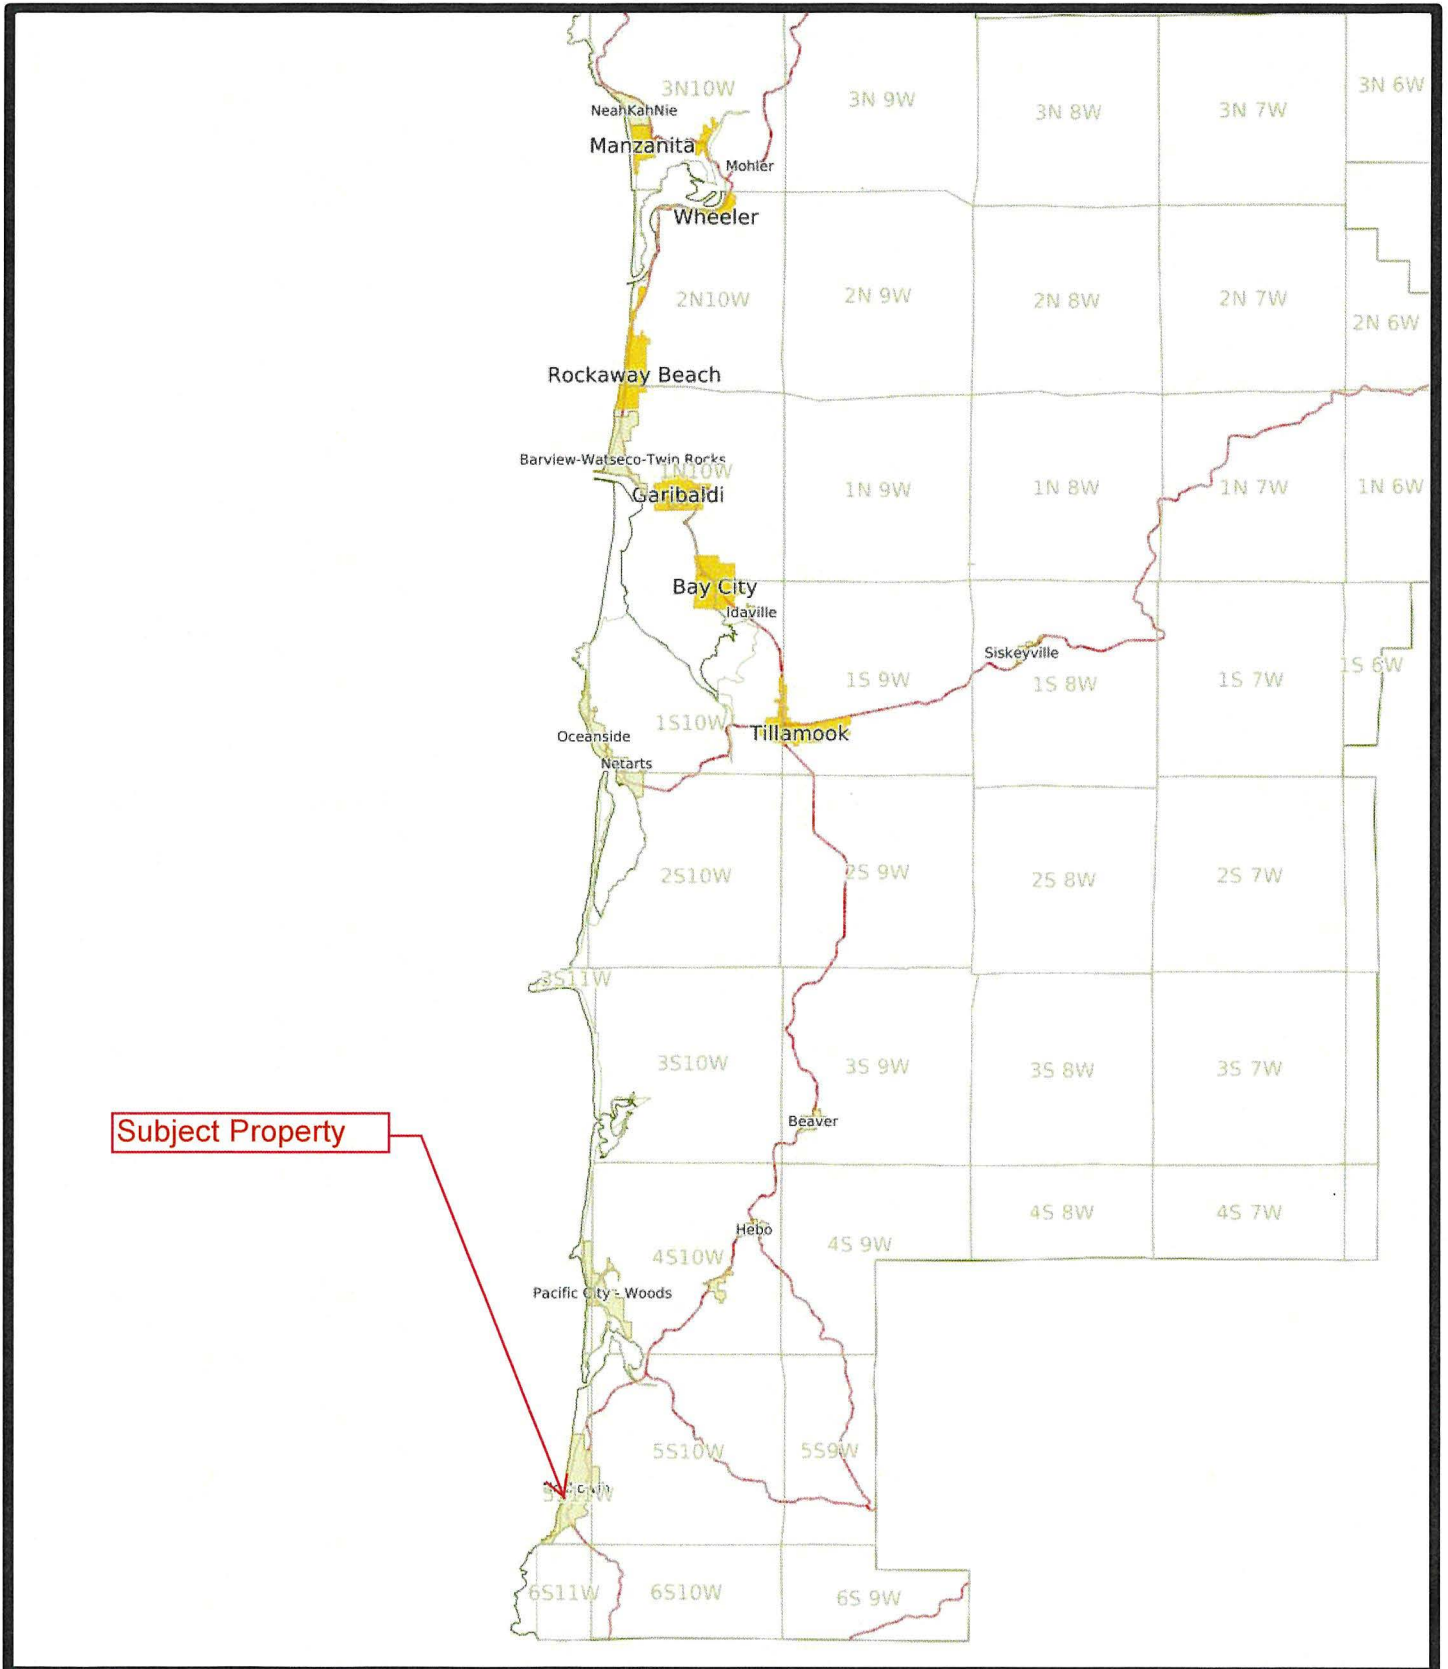 3N10W
3N 9W
3N 8W
3N 7W
3N 6W
NeahKahNie
Manzanita
Mohler
Wheeler
2N10W
2N 9W
2N 8W
2N 7W
2N 6W
Rockaway Beach
Barview-Watseco-Twin Rocks
1N10W
Garibaldi
1N 9W
1N 8W
1N 7W
1N 6W
Bay City
Idaville
Siskeyville
1S 9W
1S 8W
1S 7W
1S 6W
1S10W
Tillamook
Oceanside
Netarts
2S10W
2S 9W
2S 8W
2S 7W
3S11W
3S10W
3S 9W
3S 8W
3S 7W
Subject Property
Beaver
4S 8W
4S 7W
Hebo
4S10W
4S 9W
Pacific City - Woods
5S10W
5S9W
6S11W
6S10W
6S 9W